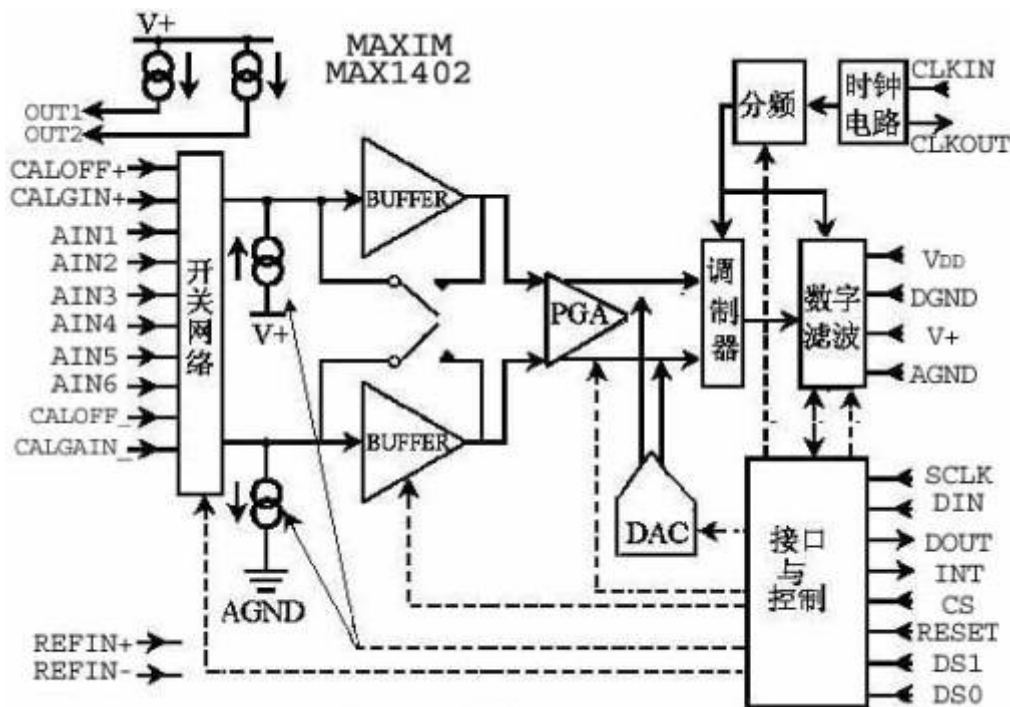 V+
MAXIM
MAX1402
OUT1
OUT2
分频
时钟
电路
CLKIN
CLKOUT
CALOFF+
CALGIN+
AIN1
AIN2
AIN3
AIN4
AIN5
AIN6
CALOFF_
CALGAIN_
开关网络
BUFFER
V+
BUFFER
AGND
PGA
调制器
数字
滤波
VDD
DGND
V+
AGND
DAC
接口
与
控制
SCLK
DIN
DOUT
INT
CS
RESET
DS1
DS0
REFIN+
REFIN-